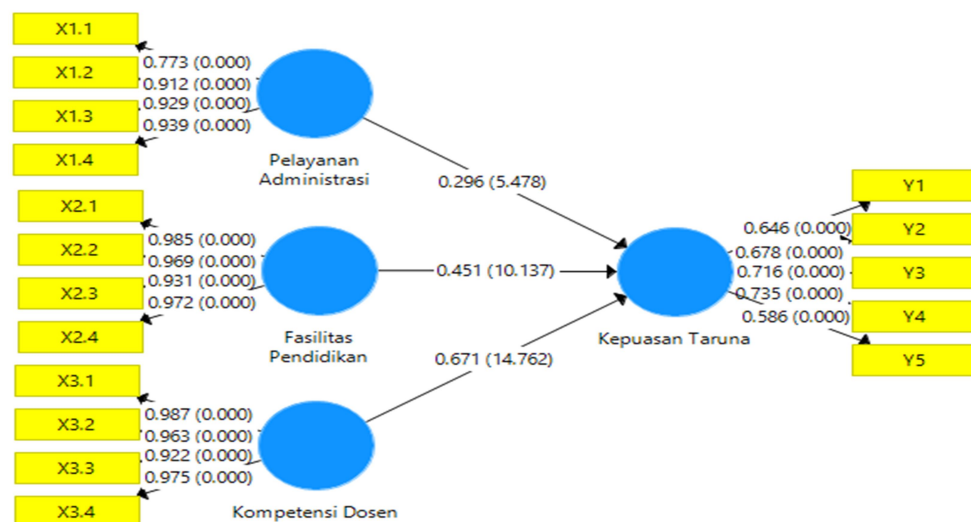 X1.1
X1.2
X1.3
X1.4
0.773 (0.000)
0.912 (0.000)
0.929 (0.000)
0.939 (0.000)
Pelayanan
Administrasi
0.296 (5.478)
X2.1
X2.2
X2.3
X2.4
0.985 (0.000)
0.969 (0.000)
0.931 (0.000)
0.972 (0.000)
Fasilitas
Pendidikan
0.451 (10.137)
X3.1
X3.2
X3.3
X3.4
0.987 (0.000)
0.963 (0.000)
0.922 (0.000)
0.975 (0.000)
Kompetensi Dosen
0.671 (14.762)
Kepuasan Taruna
0.646 (0.000)
0.678 (0.000)
0.716 (0.000)
0.735 (0.000)
0.586 (0.000)
Y1
Y2
Y3
Y4
Y5